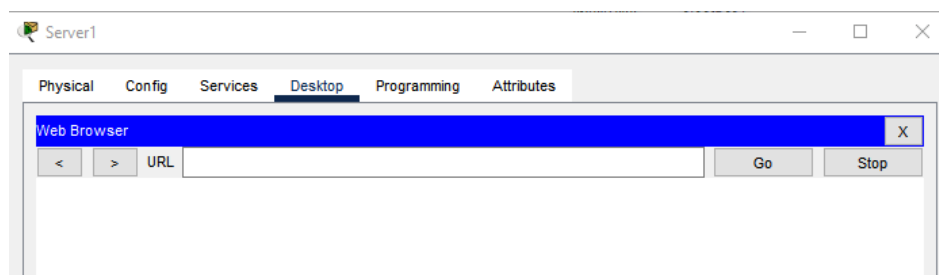 Server1
Physical Config Services Desktop Programming Attributes
Web Browser X
< > URL Go Stop